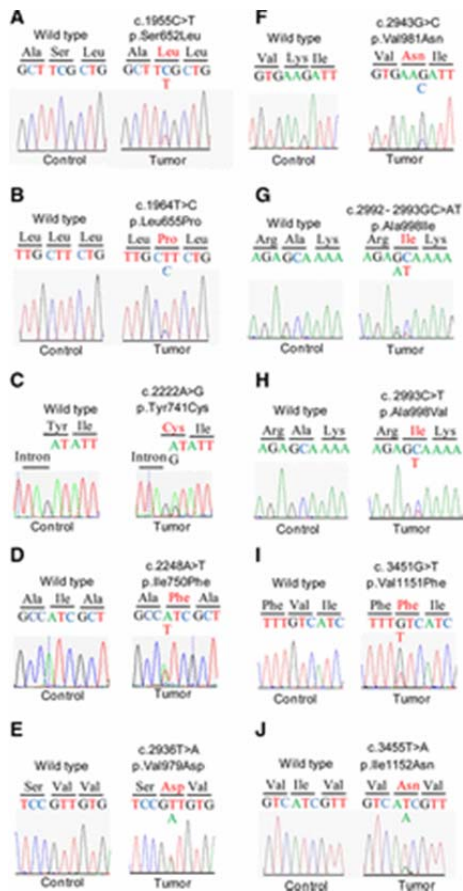 A
c.1955C>T
Wild type p.Ser652Leu
Ala Ser Leu Ala Leu Leu
GCT TCG CTG GCT TCG CTG
T
Control Tumor
B
c.1964T>C
Wild type p.Leu655Pro
Leu Leu Leu Leu Pro Leu
TTG CTT CTG TTG CTT CTG
C
Control Tumor
C
c.2222A>G
Wild type p.Tyr741Cys
Tyr Ile Cys Ile
AT ATT AT ATT
Intron Intron G
Control Tumor
D
c.2248A>T
Wild type p.Ile750Phe
Ala Ile Ala Ala Phe Ala
GCC ATC GCT GCC ATC GCT
T
Control Tumor
E
c.2936T>A
Wild type p.Val979Asp
Ser Val Val Ser Asp Val
TCC GTT GTG TCC GTT GTG
A
Control Tumor
F
c.2943G>C
Wild type p.Val981Asn
Val Lys Ile Val Asn Ile
GTG AAG ATT GTG AAG ATT
C
Control Tumor
G
c.2992-2993GC>AT
Wild type p.Ala998Ile
Arg Ala Lys Arg Ile Lys
AGA GCA AAA AGA GCA AAA
AT
Control Tumor
H
c.2993C>T
Wild type p.Ala998Val
Arg Ala Lys Arg Ile Lys
AGA GCA AAA AGA GCA AAA
T
Control Tumor
I
c.3451G>T
Wild type p.Val1151Phe
Phe Val Ile Phe Phe Ile
TTT GTC ATC TTT GTC ATC
T
Control Tumor
J
c.3455T>A
Wild type p.Ile1152Asn
Val Ile Val Val Asn Val
GTC ATC GTT GTC ATC GTT
A
Control Tumor